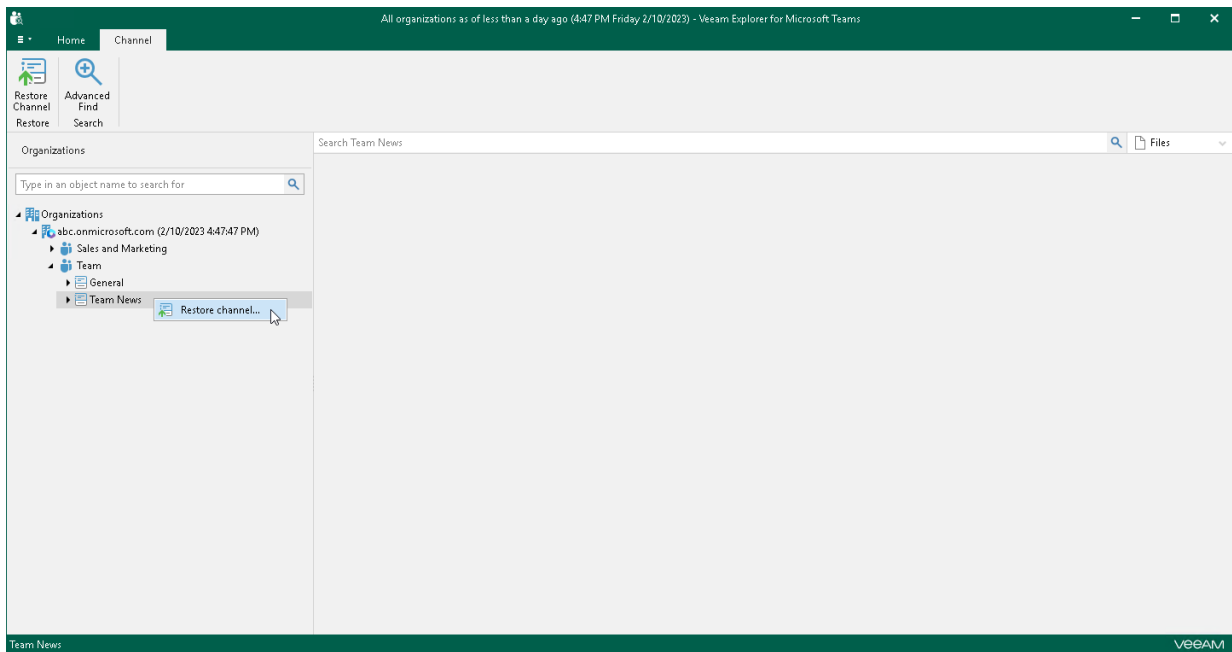 All organizations as of less than a day ago (4:47 PM Friday 2/10/2023) - Veeam Explorer for Microsoft Teams
Home Channel
Restore Channel
Advanced Find
Restore Search
Organizations
Search Team News
Files
Type in an object name to search for
Organizations
abc.onmicrosoft.com (2/10/2023 4:47:47 PM)
Sales and Marketing
Team
General
Team News
Restore channel...
Team News
VEEAM